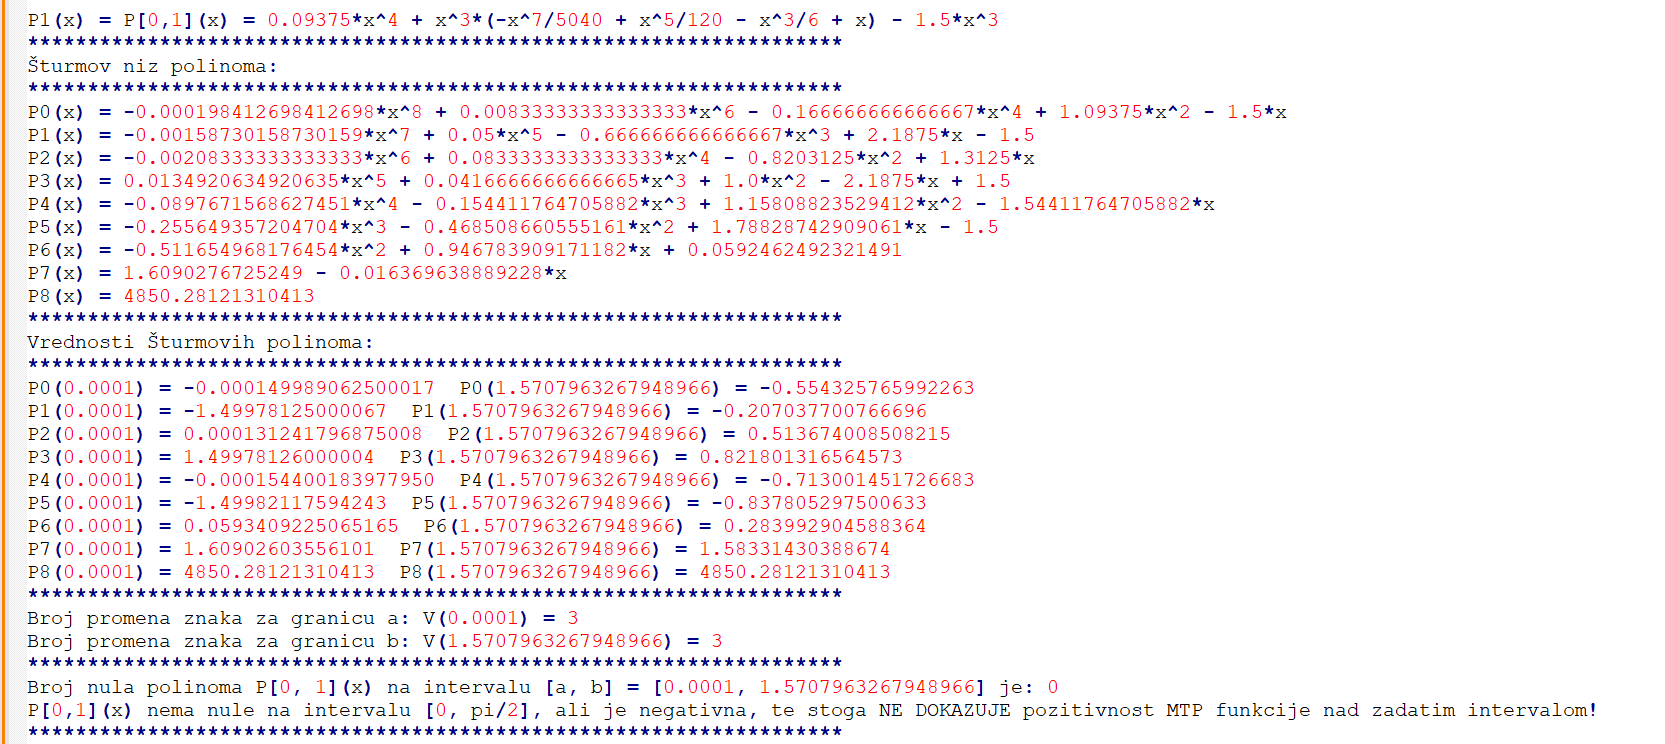 P1(x) = P[0,1](x) = 0.09375*x^4 + x^3*(-x^7/5040 + x^5/120 - x^3/6 + x) - 1.5*x^3
********************************************************************
Šturmov niz polinoma:
********************************************************************
P0(x) = -0.000198412698412698*x^8 + 0.00833333333333333*x^6 - 0.166666666666667*x^4 + 1.09375*x^2 - 1.5*x
P1(x) = -0.00158730158730159*x^7 + 0.05*x^5 - 0.666666666666667*x^3 + 2.1875*x - 1.5
P2(x) = -0.00208333333333333*x^6 + 0.0833333333333333*x^4 - 0.8203125*x^2 + 1.3125*x
P3(x) = 0.0134920634920635*x^5 + 0.0416666666666665*x^3 + 1.0*x^2 - 2.1875*x + 1.5
P4(x) = -0.0897671568627451*x^4 - 0.154411764705882*x^3 + 1.15808823529412*x^2 - 1.54411764705882*x
P5(x) = -0.255649357204704*x^3 - 0.468508660555161*x^2 + 1.78828742909061*x - 1.5
P6(x) = -0.511654968176454*x^2 + 0.946783909171182*x + 0.0592462492321491
P7(x) = 1.6090276725249 - 0.016369638889228*x
P8(x) = 4850.28121310413
********************************************************************
Vrednosti Šturmovih polinoma:
********************************************************************
P0(0.0001) = -0.000149989062500017  P0(1.5707963267948966) = -0.554325765992263
P1(0.0001) = -1.49978125000067  P1(1.5707963267948966) = -0.207037700766696
P2(0.0001) = 0.000131241796875008  P2(1.5707963267948966) = 0.513674008508215
P3(0.0001) = 1.49978126000004  P3(1.5707963267948966) = 0.821801316564573
P4(0.0001) = -0.000154400183977950  P4(1.5707963267948966) = -0.713001451726683
P5(0.0001) = -1.49982117594243  P5(1.5707963267948966) = -0.837805297500633
P6(0.0001) = 0.0593409225065165  P6(1.5707963267948966) = 0.283992904588364
P7(0.0001) = 1.60902603556101  P7(1.5707963267948966) = 1.58331430388674
P8(0.0001) = 4850.28121310413  P8(1.5707963267948966) = 4850.28121310413
********************************************************************
Broj promena znaka za granicu a: V(0.0001) = 3
Broj promena znaka za granicu b: V(1.5707963267948966) = 3
********************************************************************
Broj nula polinoma P[0, 1](x) na intervalu [a, b] = [0.0001, 1.5707963267948966] je: 0
P[0,1](x) nema nule na intervalu [0, pi/2], ali je negativna, te stoga NE DOKAZUJE pozitivnost MTP funkcije nad zadatim intervalom!
********************************************************************